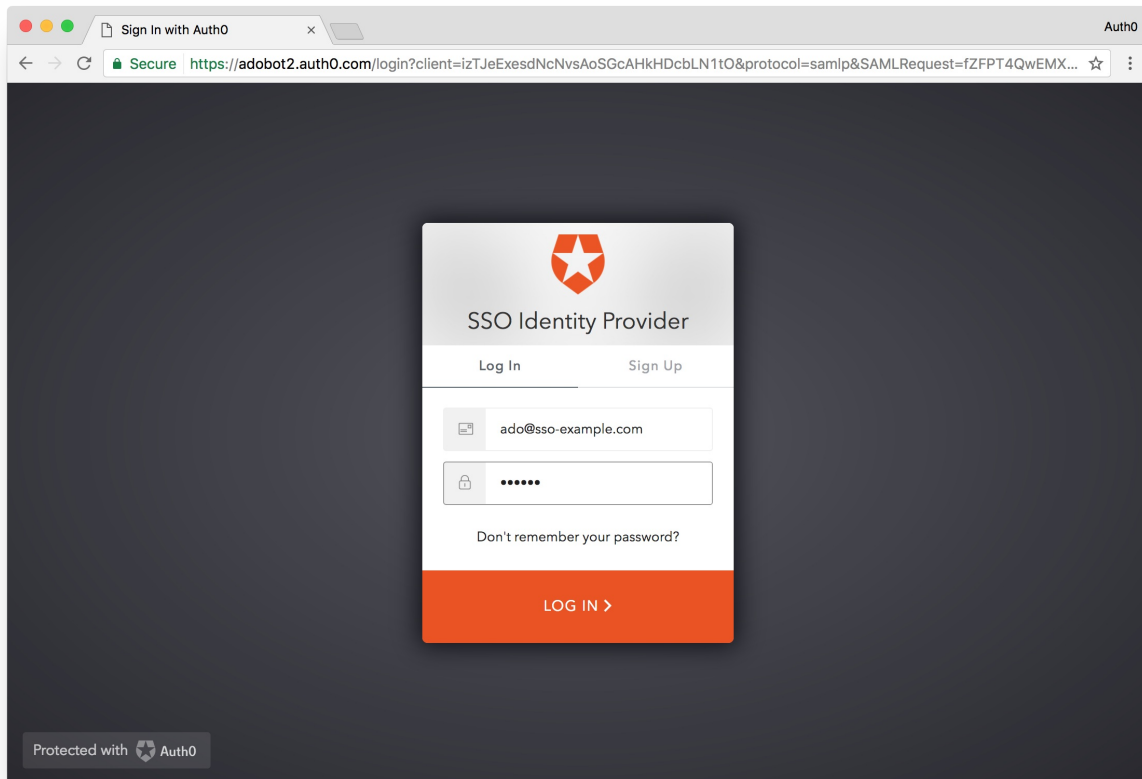 Sign In with Auth0
Auth0
Secure https://adobot2.auth0.com/login?client=izTJeExesdNcNvsAoSGcAHkHDcbLN1tO&protocol=samlp&SAMLRequest=fZFPT4QwEMX...
SSO Identity Provider
Log In Sign Up
ado@sso-example.com
••••••
Don't remember your password?
LOG IN
Protected with Auth0